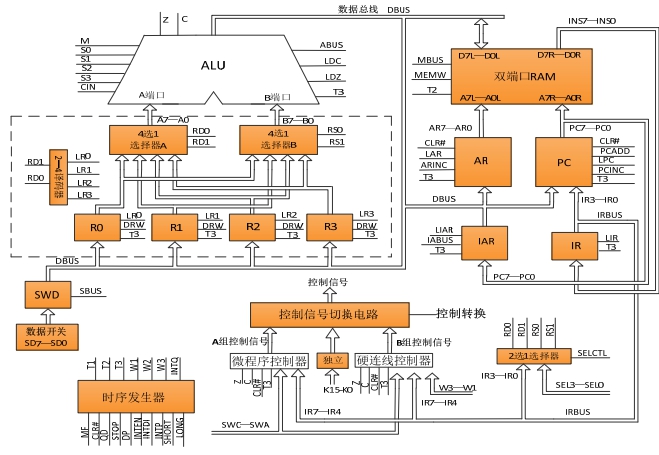 数据总线 DBUS
Z
C
INS7—INS0
M
S0
S1
S2
S3
CIN
ALU
A端口
B端口
ABUS
LDC
LDZ
T3
D7L—D0L
D7R—D0R
双端口RAM
A7L—A0L
A7R—A0R
MBUS
MEMW
T2
A7—A0
B7—B0
4选1
选择器A
RD0
RD1
4选1
选择器B
RS0
RS1
AR7—AR0
PC7—PC0
CLR#
LAR
ARINC
T3
AR
PC
CLR#
PCADD
LPC
PCINC
T3
RD1
RD0
2—4译码器
LR0
LR1
LR2
LR3
DBUS
IR3—IR0
IRBUS
R0
LR0
DRW
T3
R1
LR1
DRW
T3
R2
LR2
DRW
T3
R3
LR3
DRW
T3
LIAR
IABUS
T3
IAR
IR
LIR
T3
DBUS
PC7—PC0
SWD
SBUS
数据开关
SD7—SD0
控制信号
控制信号切换电路
控制转换
A组控制信号
B组控制信号
微程序控制器
独立
硬连线控制器
Z
C
CLR#
T3
K15-K0
Z
C
CLR#
T3
W3—W1
IR7—IR4
IR7—IR4
SWC—SWA
RD0
RD1
RS0
RS1
2选1选择器
SELCTL
IR3—IR0
SEL3—SEL0
IRBUS
T1
T2
T3
W1
W2
W3
INTQ
时序发生器
MF
CLR#
QD
STOP
DP
INTEN
INTDI
INTP
SHORT
LONG